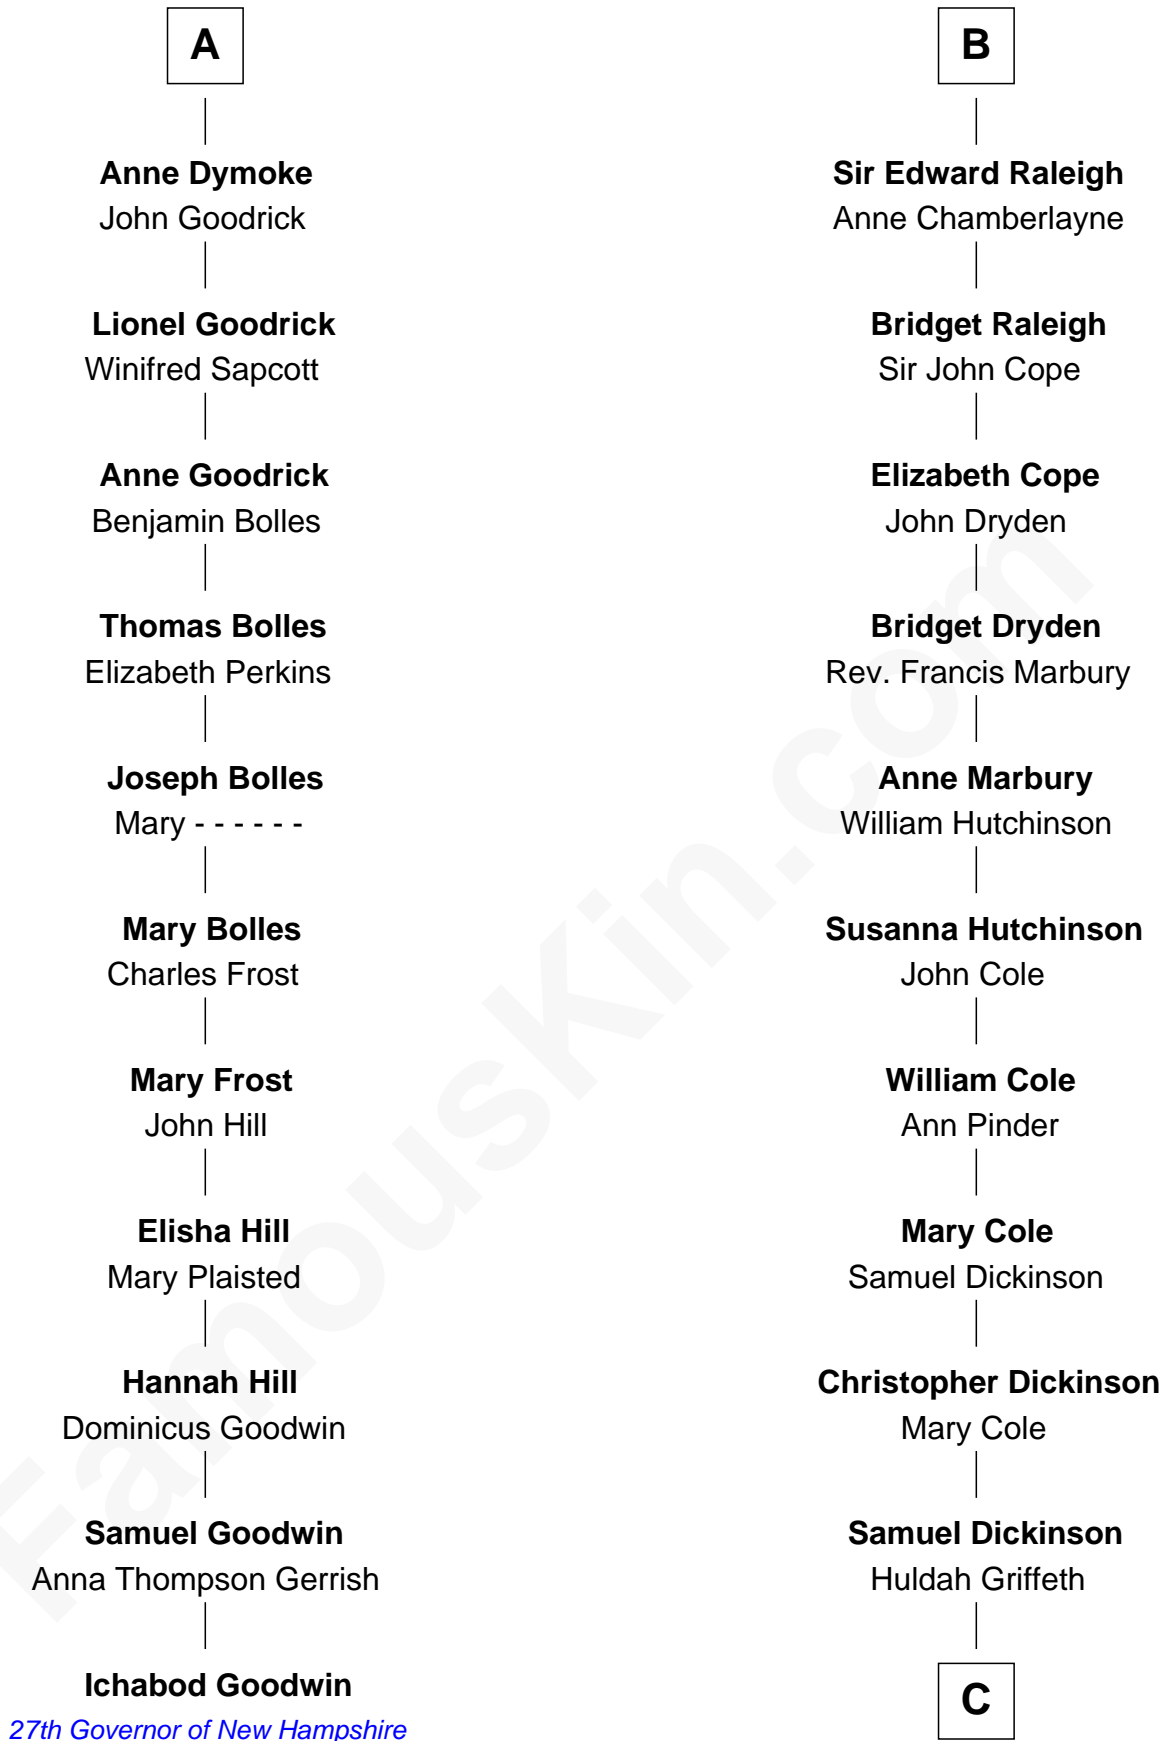 A
Anne Dymoke
John Goodrick
Lionel Goodrick
Winifred Sapcott
Anne Goodrick
Benjamin Bolles
Thomas Bolles
Elizabeth Perkins
Joseph Bolles
Mary - - - - - -
Mary Bolles
Charles Frost
Mary Frost
John Hill
Elisha Hill
Mary Plaisted
Hannah Hill
Dominicus Goodwin
Samuel Goodwin
Anna Thompson Gerrish
Ichabod Goodwin
27th Governor of New Hampshire
B
Sir Edward Raleigh
Anne Chamberlayne
Bridget Raleigh
Sir John Cope
Elizabeth Cope
John Dryden
Bridget Dryden
Rev. Francis Marbury
Anne Marbury
William Hutchinson
Susanna Hutchinson
John Cole
William Cole
Ann Pinder
Mary Cole
Samuel Dickinson
Christopher Dickinson
Mary Cole
Samuel Dickinson
Huldah Griffeth
C
FamousKin.com